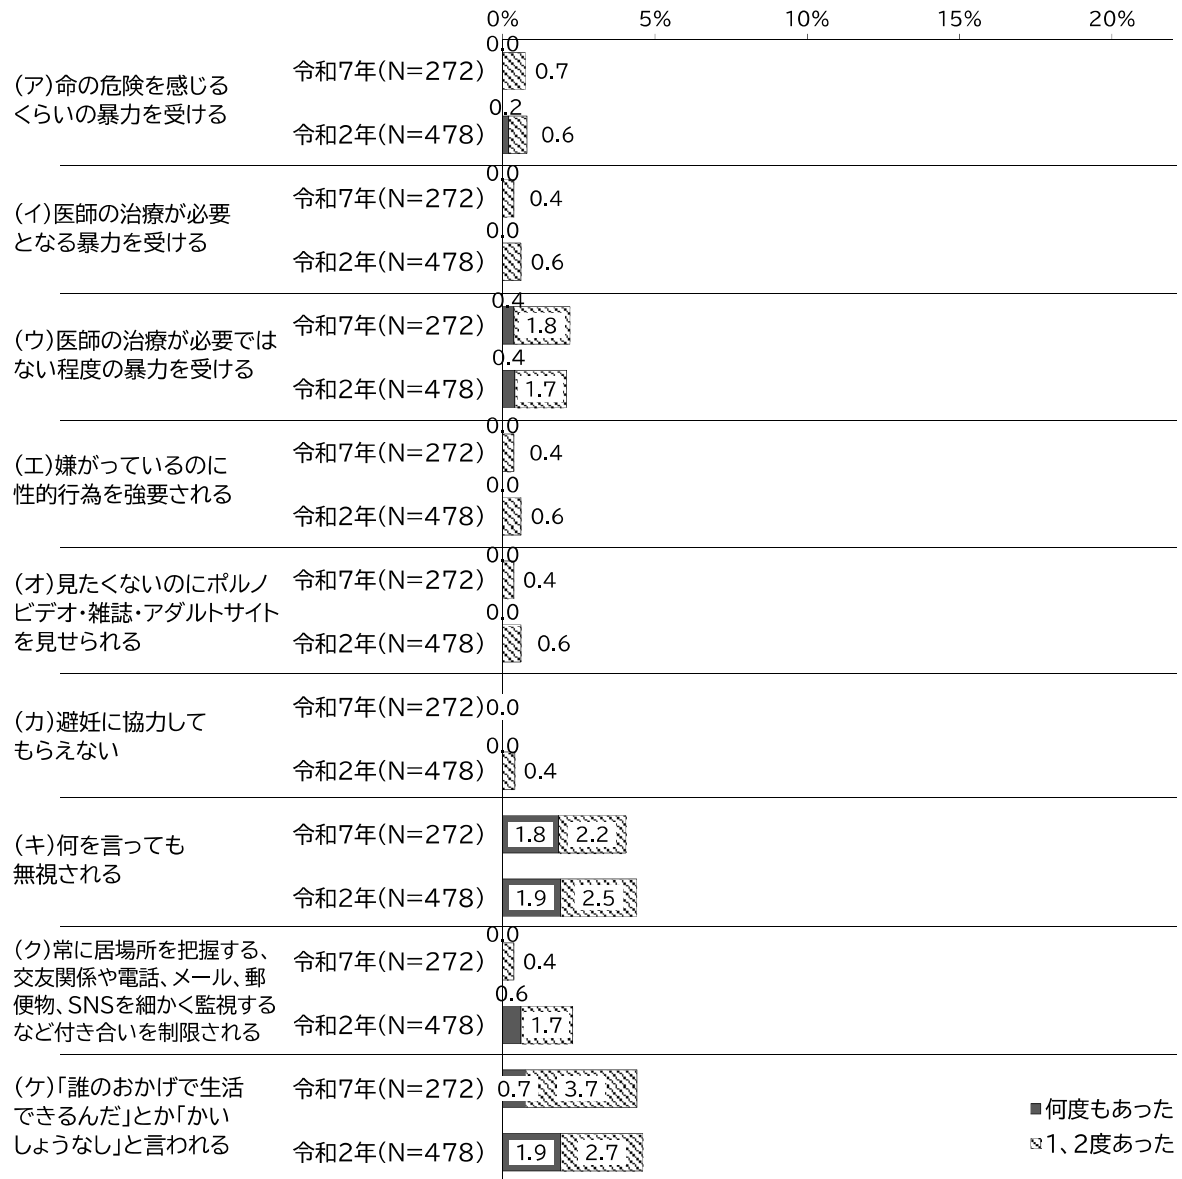 0% 5% 10% 15% 20%
(ア)命の危険を感じる
くらいの暴力を受ける
令和7年(N=272) 0.0 0.7
令和2年(N=478) 0.2 0.6
(イ)医師の治療が必要
となる暴力を受ける
令和7年(N=272) 0.0 0.4
令和2年(N=478) 0.0 0.6
(ウ)医師の治療が必要では
ない程度の暴力を受ける
令和7年(N=272) 0.4 1.8
令和2年(N=478) 0.4 1.7
(エ)嫌がっているのに
性的行為を強要される
令和7年(N=272) 0.0 0.4
令和2年(N=478) 0.0 0.6
(オ)見たくないのにポルノ
ビデオ・雑誌・アダルトサイト
を見せられる
令和7年(N=272) 0.0 0.4
令和2年(N=478) 0.0 0.6
(カ)避妊に協力して
もらえない
令和7年(N=272) 0.0
令和2年(N=478) 0.0 0.4
(キ)何を言っても
無視される
令和7年(N=272) 1.8 2.2
令和2年(N=478) 1.9 2.5
(ク)常に居場所を把握する、
交友関係や電話、メール、郵
便物、SNSを細かく監視する
など付き合いを制限される
令和7年(N=272) 0.0 0.4
令和2年(N=478) 0.6 1.7
(ケ)「誰のおかげで生活
できるんだ」とか「かい
しょうなし」と言われる
令和7年(N=272) 0.7 3.7
令和2年(N=478) 1.9 2.7
何度もあった
1、2度あった